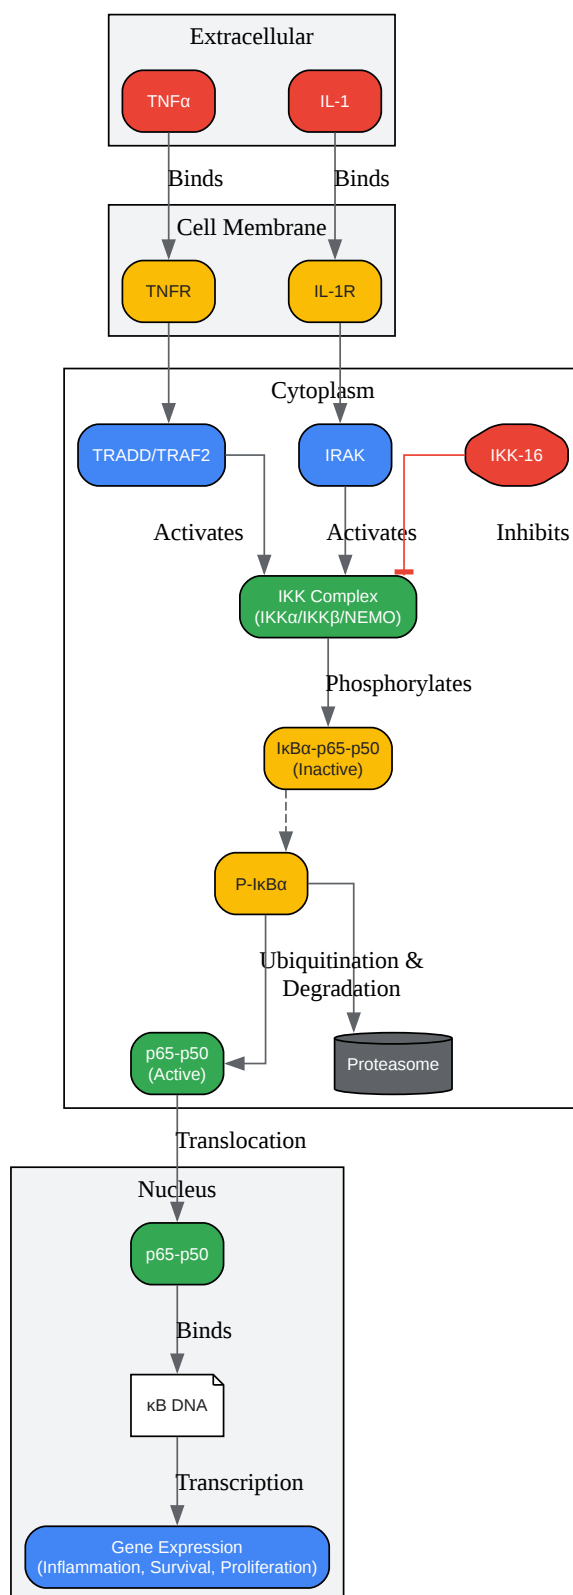 Extracellular
TNFα
IL-1
Binds
Binds
Cell Membrane
TNFR
IL-1R
Cytoplasm
TRADD/TRAF2
IRAK
IKK-16
Activates
Activates
Inhibits
IKK Complex
(IKKα/IKKβ/NEMO)
Phosphorylates
IκBα-p65-p50
(Inactive)
P-IκBα
Ubiquitination &
Degradation
p65-p50
(Active)
Proteasome
Translocation
Nucleus
p65-p50
Binds
κB DNA
Transcription
Gene Expression
(Inflammation, Survival, Proliferation)